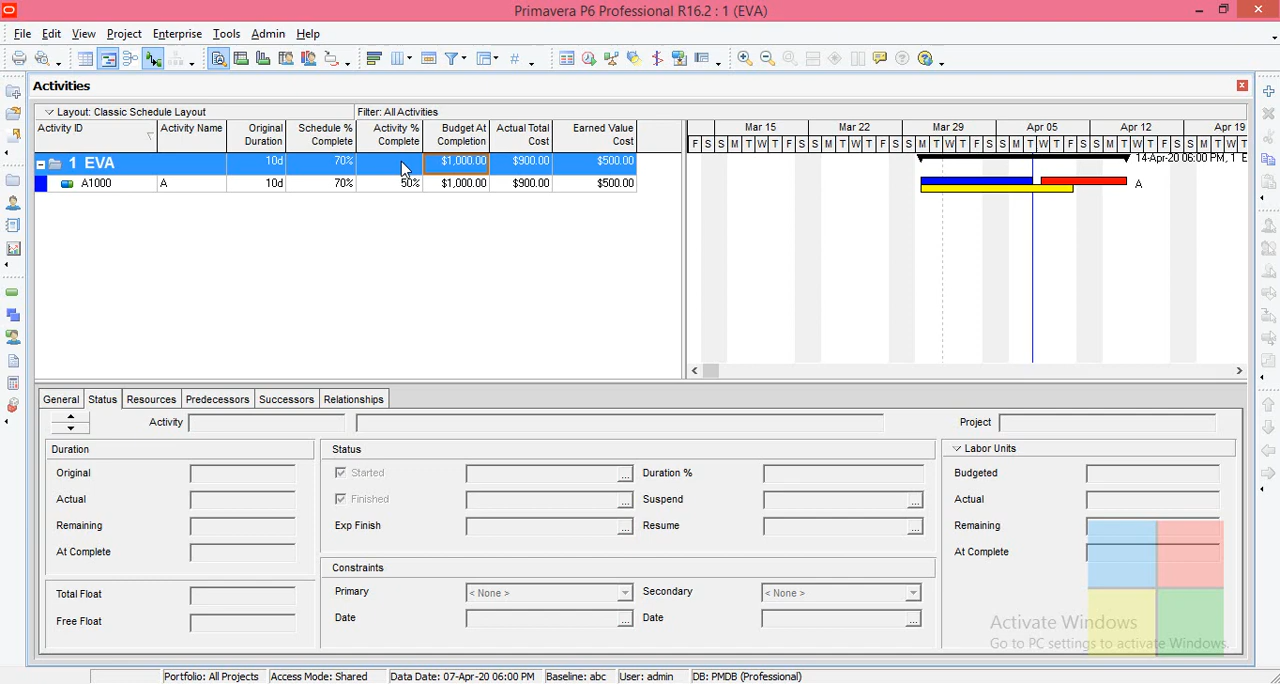 Primavera P6 Professional R16.2 : 1 (EVA)
File Edit View Project Enterprise Tools Admin Help
Activities
Layout: Classic Schedule Layout Filter: All Activities
Activity ID Activity Name Original Duration Schedule % Complete Activity % Complete Budget At Completion Actual Total Cost Earned Value Cost
Mar 15 Mar 22 Mar 29 Apr 05 Apr 12 Apr 19
F S S M T W T F S S M T W T F S S M T W T F S S M T W T F S S M T W T F S S M
1 EVA 10d 70% $1,000.00 $900.00 $500.00 14-Apr-20 06:00 PM, 1 E
A1000 A 10d 70% 50% $1,000.00 $900.00 $500.00 A
General Status Resources Predecessors Successors Relationships
Activity Project
Duration Status Labor Units
Original Started Duration % Budgeted
Actual Finished Suspend Actual
Remaining Exp Finish Resume Remaining
At Complete At Complete
Constraints
Total Float Primary < None > Secondary < None >
Free Float Date Date
Activate Windows
Go to PC settings to activate Windows.
Portfolio: All Projects Access Mode: Shared Data Date: 07-Apr-20 06:00 PM Baseline: abc User: admin DB: PMDB (Professional)